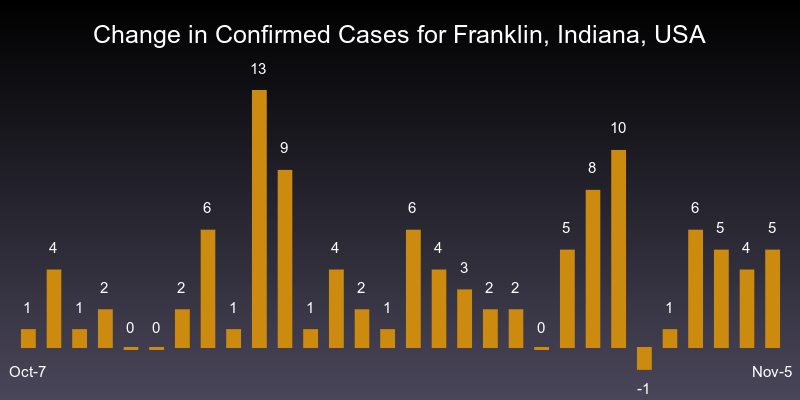 Change in Confirmed Cases for Franklin, Indiana, USA
1 4 1 2 0 0 2 6 1 13 9 1 4 2 1 6 4 3 2 2 0 5 8 10 -1 1 6 5 4 5
Oct-7 Nov-5